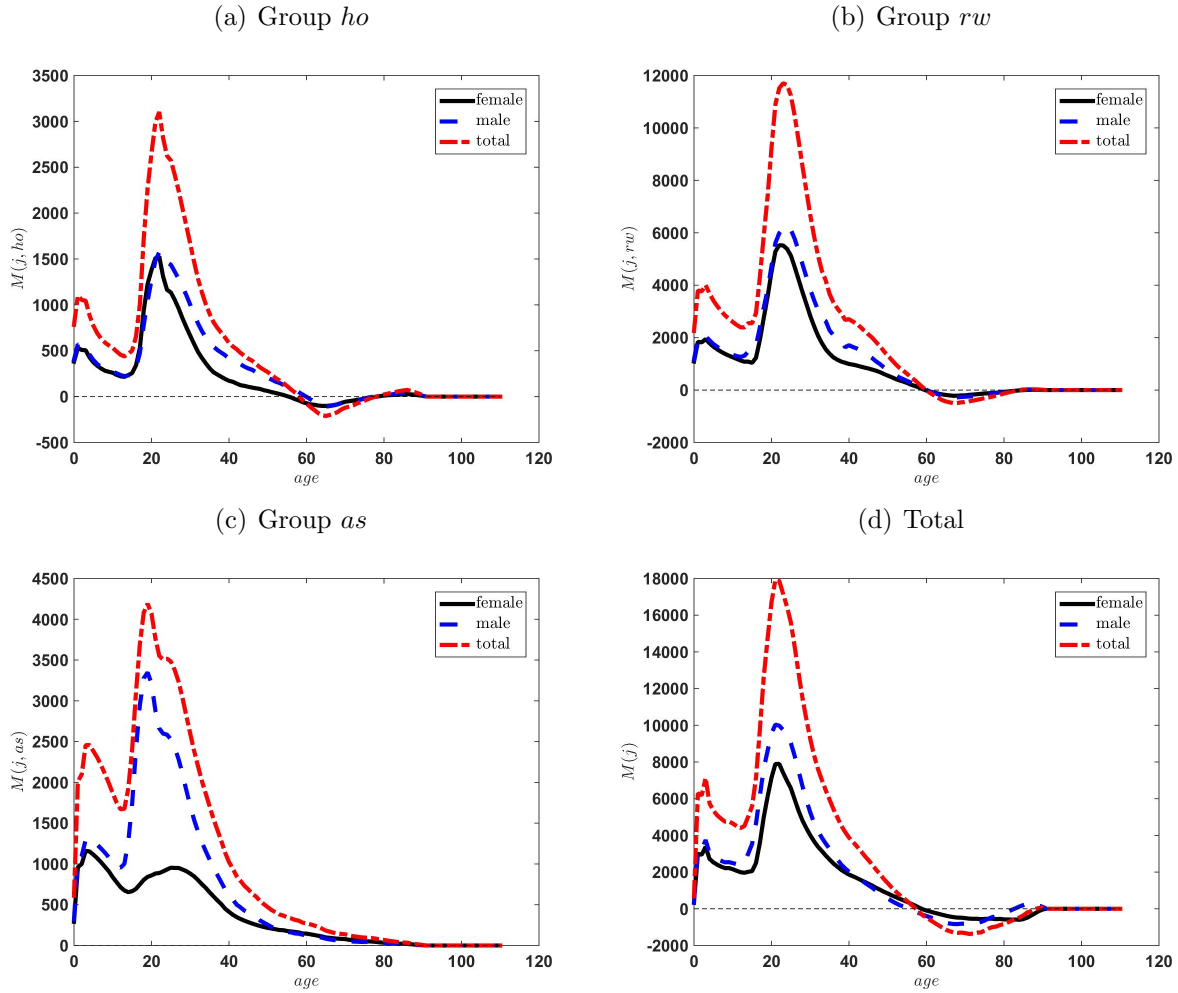 (a) Group ho
3500
3000
2500
2000
1500
1000
500
0
-500
M(j, ho)
0 20 40 60 80 100 120
age
female
male
total
(b) Group rw
12000
10000
8000
6000
4000
2000
0
-2000
M(j, rw)
0 20 40 60 80 100 120
age
female
male
total
(c) Group as
4500
4000
3500
3000
2500
2000
1500
1000
500
0
M(j, as)
0 20 40 60 80 100 120
age
female
male
total
(d) Total
18000
16000
14000
12000
10000
8000
6000
4000
2000
0
-2000
M(j)
0 20 40 60 80 100 120
age
female
male
total